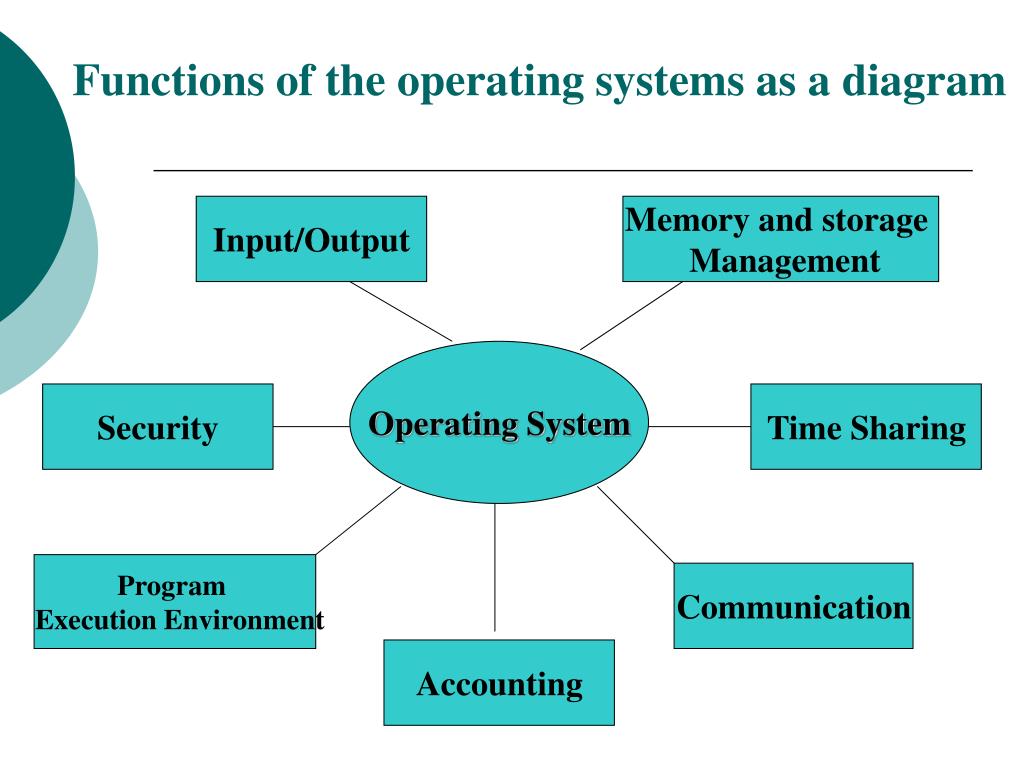 Functions of the operating systems as a diagram
Input/Output
Memory and storage
Management
Security
Operating System
Time Sharing
Program
Execution Environment
Communication
Accounting